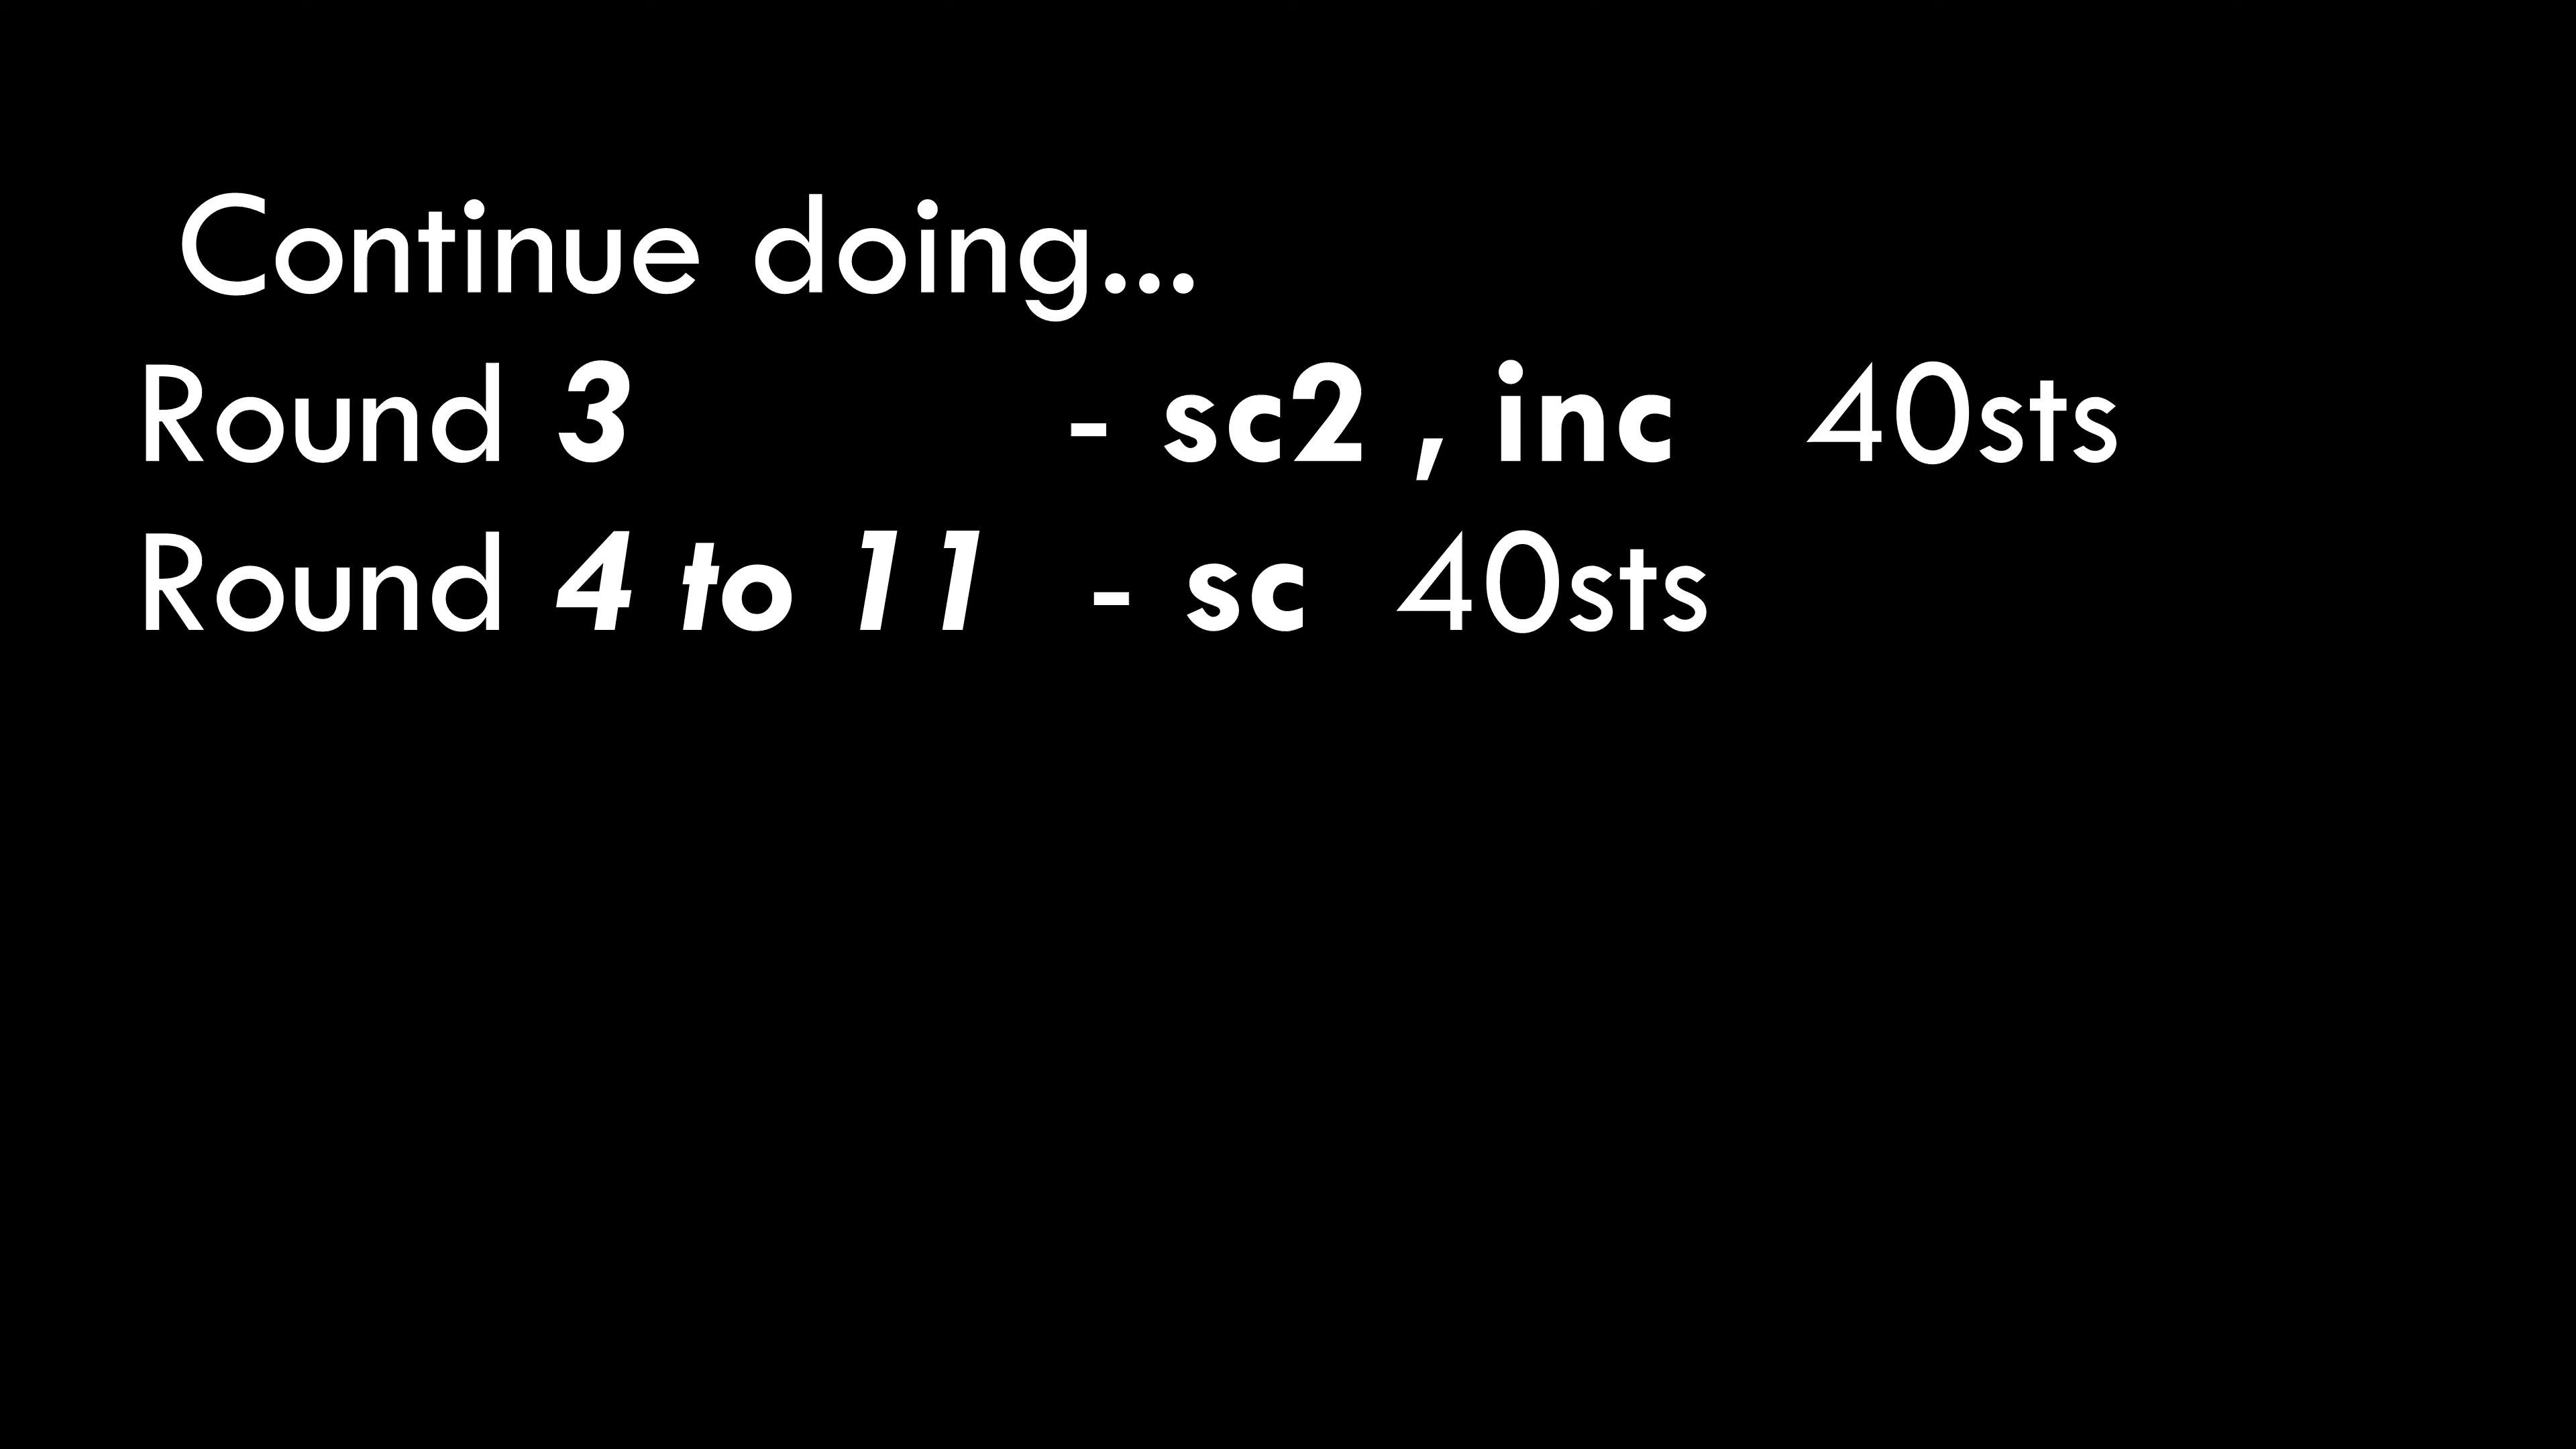 Continue doing...
Round 3 - sc2 , inc 40sts
Round 4 to 11 - sc 40sts